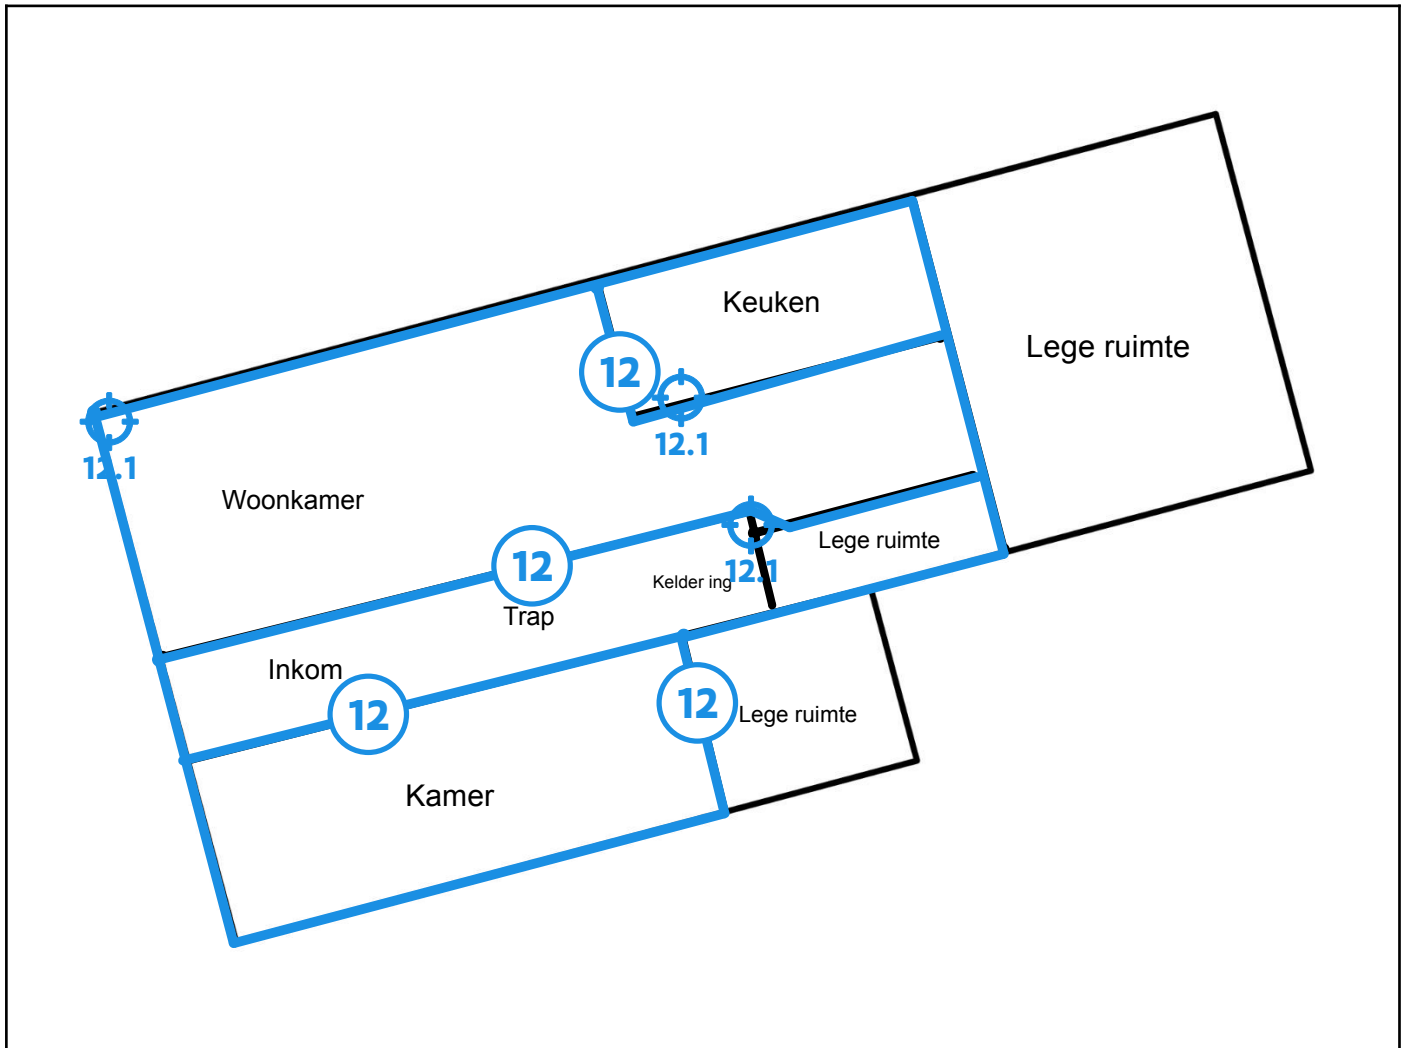 Keuken
Lege ruimte
12
12.1
12.1
Woonkamer
12
Lege ruimte
Kelder ing
12.1
Trap
Inkom
12
12
Lege ruimte
Kamer